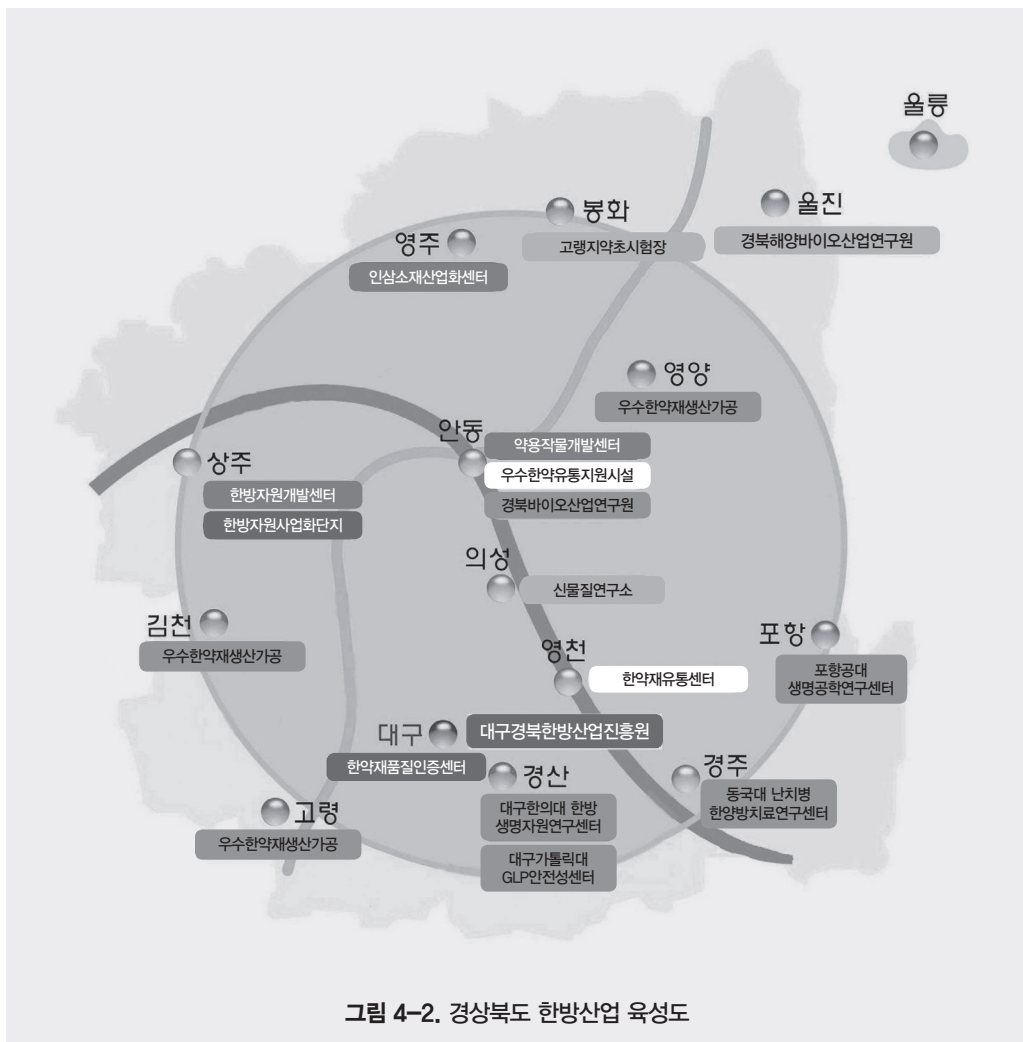 울릉
봉화
고랭지약초시험장
울진
경북해양바이오산업연구원
영주
인삼소재산업화센터
영양
우수한약재생산가공
안동
약용작물개발센터
우수한약유통지원시설
경북바이오산업연구원
상주
한방자원개발센터
한방자원사업화단지
의성
신물질연구소
김천
우수한약재생산가공
포항
포항공대
생명공학연구센터
영천
한약재유통센터
대구
대구경북한방산업진흥원
한약재품질인증센터
경산
대구한의대 한방
생명자원연구센터
대구가톨릭대
GLP안전성센터
경주
동국대 난치병
한양방치료연구센터
고령
우수한약재생산가공
그림 4-2. 경상북도 한방산업 육성도